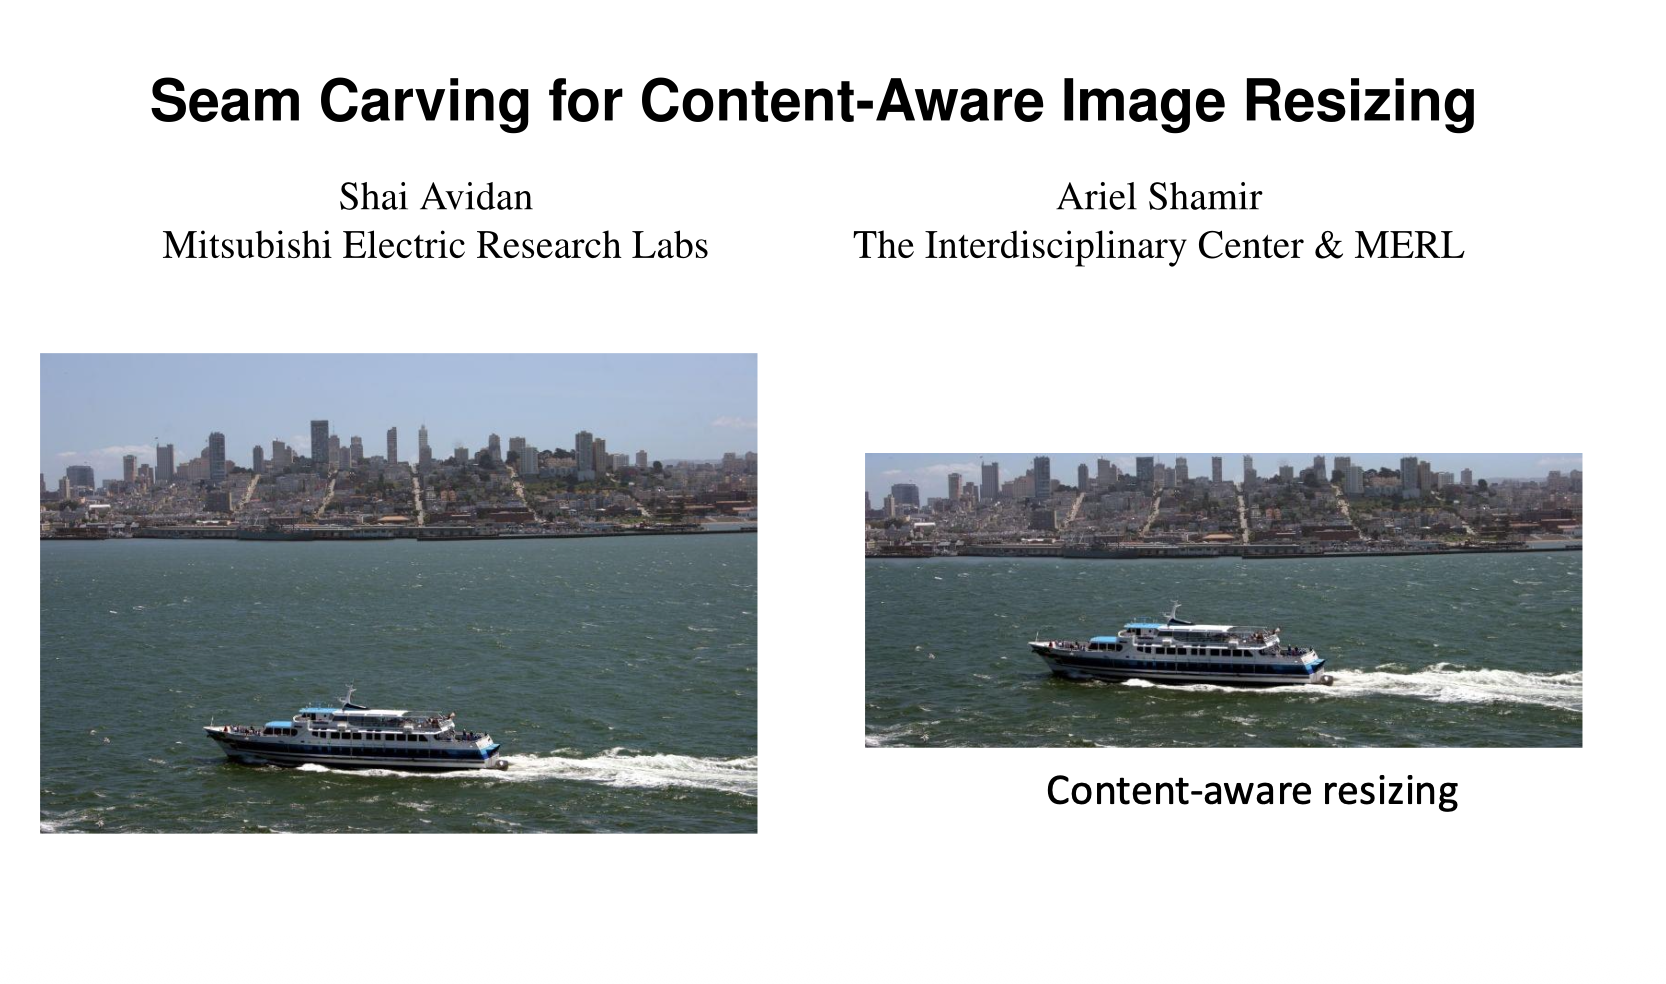 Seam Carving for Content-Aware Image Resizing
Shai Avidan
Mitsubishi Electric Research Labs
Ariel Shamir
The Interdisciplinary Center & MERL
Content-aware resizing